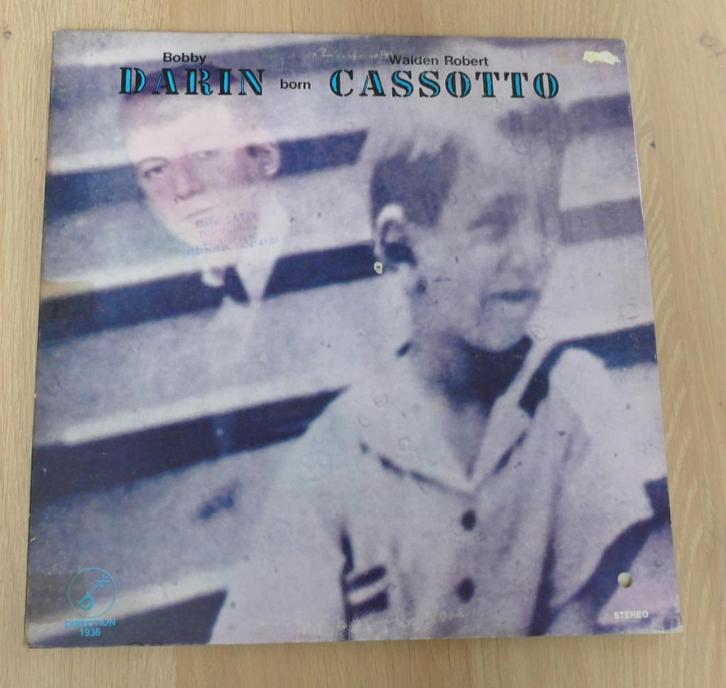 Bobby Walden Robert
DARIN born CASSOTTO
DIRECTION
1936
STEREO